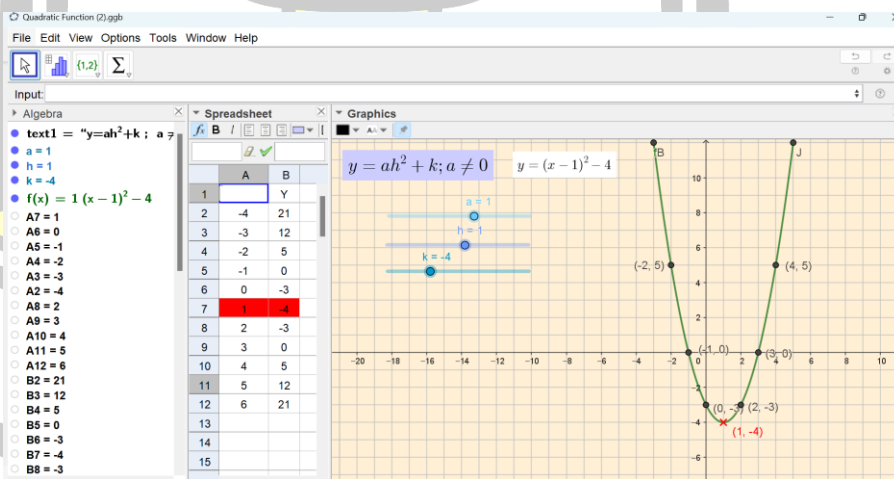 Quadratic Function (2).ggb
File Edit View Options Tools Window Help
{1,2} Σ
Input:
Algebra
text1 = “y=ah²+k ; a ≠
a = 1
h = 1
k = -4
f(x) = 1 (x − 1)² − 4
A7 = 1
A6 = 0
A5 = -1
A4 = -2
A3 = -3
A2 = -4
A8 = 2
A9 = 3
A10 = 4
A11 = 5
A12 = 6
B2 = 21
B3 = 12
B4 = 5
B5 = 0
B6 = -3
B7 = -4
B8 = -3
Spreadsheet
fx B I
A B
1 Y
2 -4 21
3 -3 12
4 -2 5
5 -1 0
6 0 -3
7 1 -4
8 2 -3
9 3 0
10 4 5
11 5 12
12 6 21
13
14
15
Graphics
AA
y = ah² + k; a ≠ 0
y = (x − 1)² − 4
a = 1
h = 1
k = -4
B J
10
8
6
(-2, 5) (4, 5)
4
2
(-1, 0) (3, 0)
-20 -18 -16 -14 -12 -10 -8 -6 -4 -2 0 2 4 6 8 10
-2
(0, -3) (2, -3)
-4
(1, -4)
-6